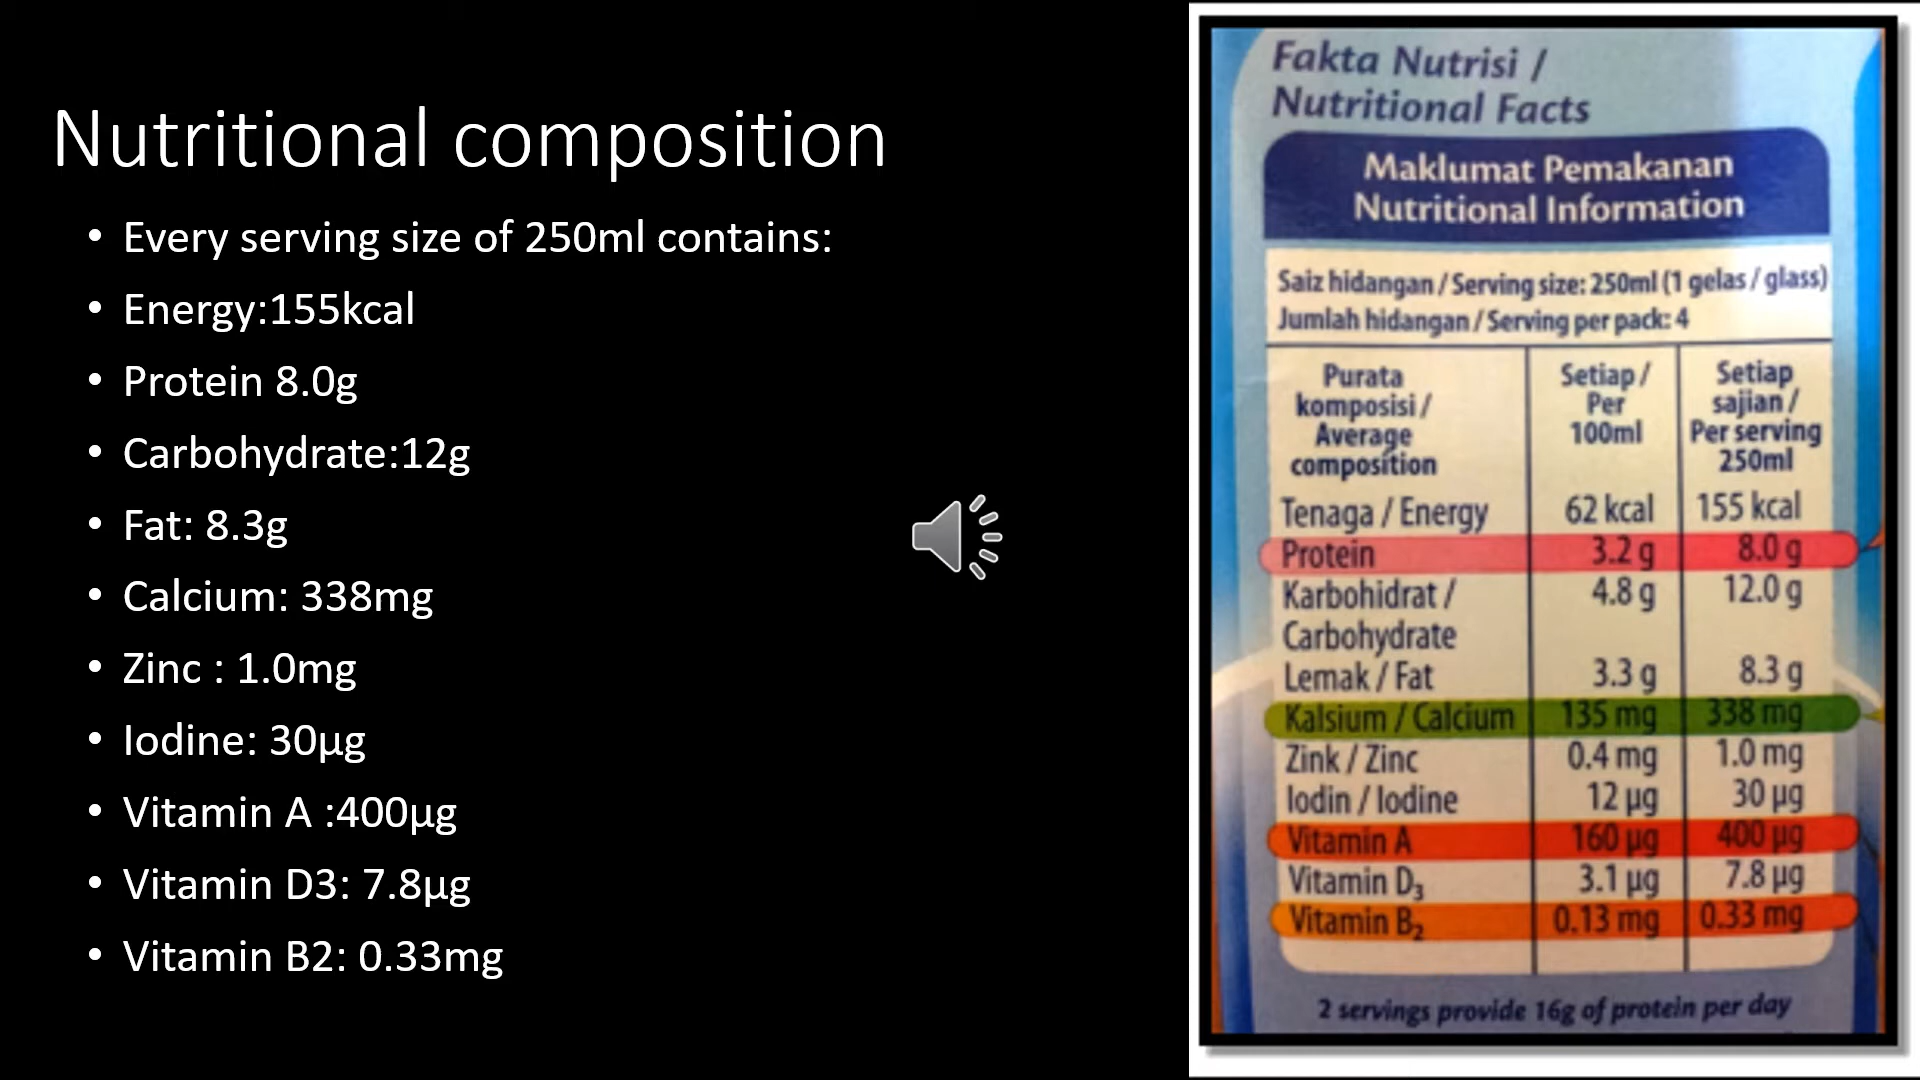 Nutritional composition
• Every serving size of 250ml contains:
• Energy:155kcal
• Protein 8.0g
• Carbohydrate:12g
• Fat: 8.3g
• Calcium: 338mg
• Zinc : 1.0mg
• Iodine: 30µg
• Vitamin A :400µg
• Vitamin D3: 7.8µg
• Vitamin B2: 0.33mg
Fakta Nutrisi /
Nutritional Facts
Maklumat Pemakanan
Nutritional Information
Saiz hidangan / Serving size: 250ml (1 gelas / glass)
Jumlah hidangan / Serving per pack: 4
Purata
komposisi /
Average
composition
Setiap /
Per
100ml
Setiap
sajian /
Per serving
250ml
Tenaga / Energy 62 kcal 155 kcal
Protein 3.2 g 8.0 g
Karbohidrat / 4.8 g 12.0 g
Carbohydrate
Lemak / Fat 3.3 g 8.3 g
Kalsium / Calcium 135 mg 338 mg
Zink / Zinc 0.4 mg 1.0 mg
Iodin / Iodine 12 µg 30 µg
Vitamin A 160 µg 400 µg
Vitamin D₃ 3.1 µg 7.8 µg
Vitamin B₂ 0.13 mg 0.33 mg
2 servings provide 16g of protein per day